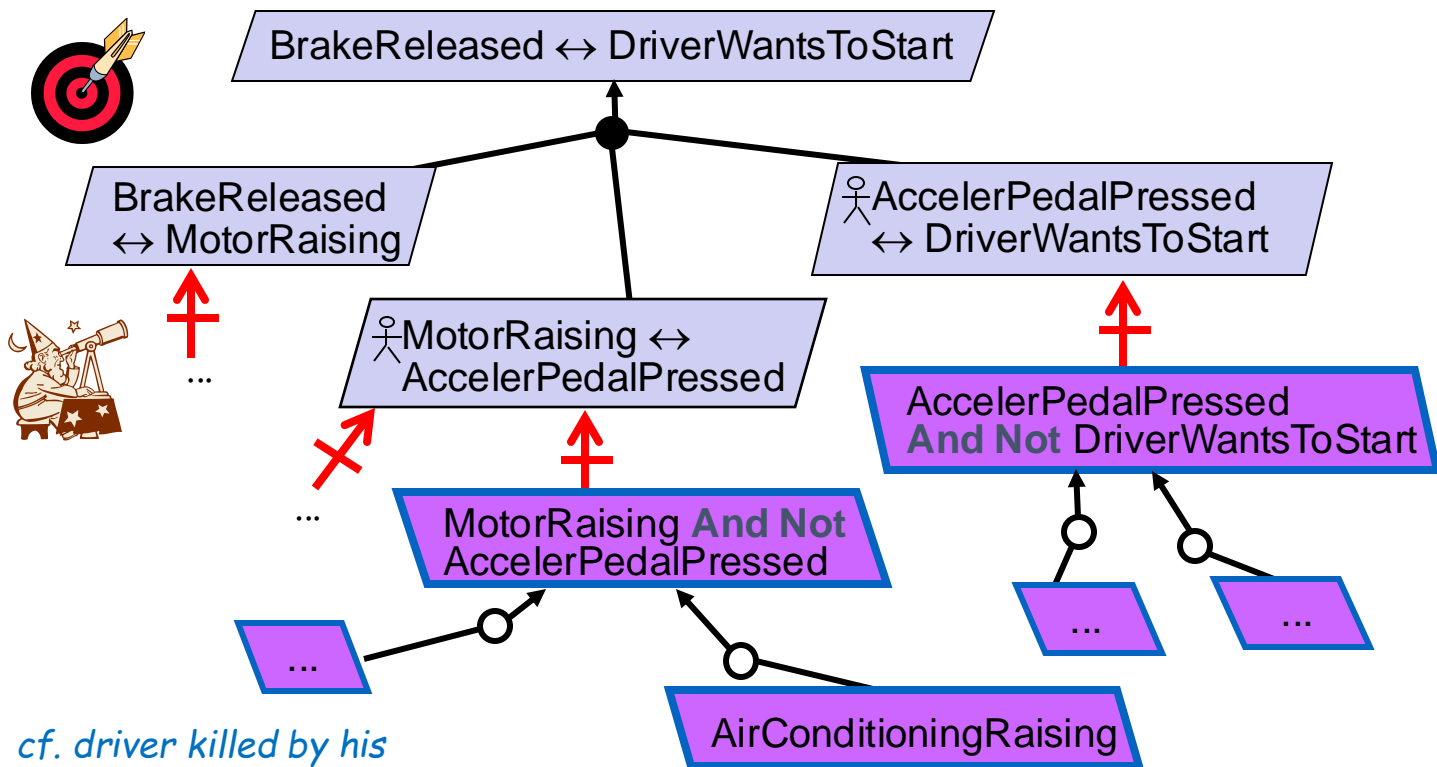 BrakeReleased ↔ DriverWantsToStart
BrakeReleased
↔ MotorRaising
AccelerPedalPressed
↔ DriverWantsToStart
MotorRaising ↔
AccelerPedalPressed
...
AccelerPedalPressed
And Not DriverWantsToStart
...
MotorRaising And Not
AccelerPedalPressed
...
...
...
AirConditioningRaising
cf. driver killed by his